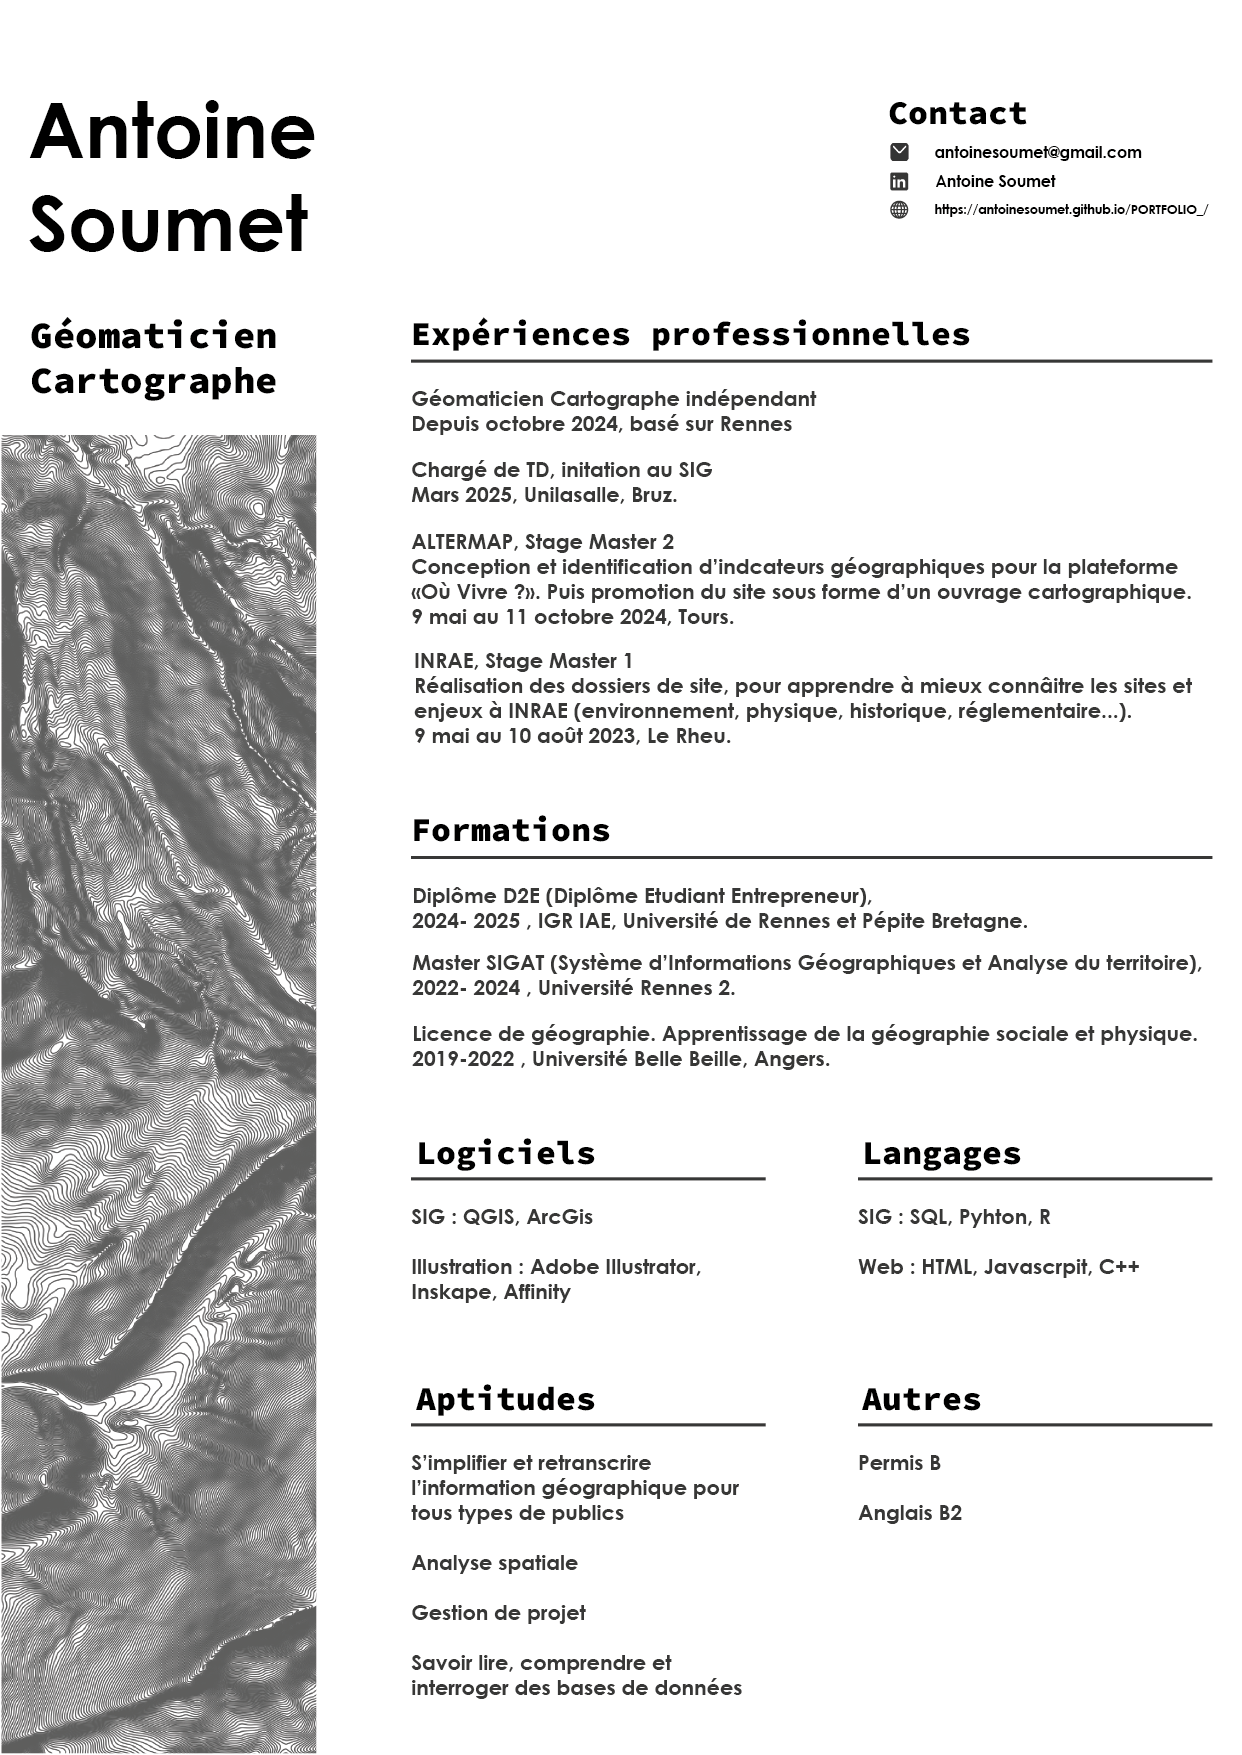 Antoine
Soumet
Contact
antoinesoumet@gmail.com
in
Antoine Soumet
https://antoinesoumet.github.io/PORTFOLIO_/
Géomaticien
Cartographe
Expériences professionnelles
Géomaticien Cartographe indépendant
Depuis octobre 2024, basé sur Rennes
Chargé de TD, initation au SIG
Mars 2025, Unilasalle, Bruz.
ALTERMAP, Stage Master 2
Conception et identification d'indcateurs géographiques pour la plateforme
«Où Vivre ?». Puis promotion du site sous forme d'un ouvrage cartographique.
9 mai au 11 octobre 2024, Tours.
INRAE, Stage Master 1
Réalisation des dossiers de site, pour apprendre à mieux connâitre les sites et
enjeux à INRAE (environnement, physique, historique, réglementaire...).
9 mai au 10 août 2023, Le Rheu.
Formations
Diplôme D2E (Diplôme Etudiant Entrepreneur),
2024- 2025 , IGR IAE, Université de Rennes et Pépite Bretagne.
Master SIGAT (Système d'Informations Géographiques et Analyse du territoire),
2022- 2024 , Université Rennes 2.
Licence de géographie. Apprentissage de la géographie sociale et physique.
2019-2022 , Université Belle Beille, Angers.
Logiciels
SIG : QGIS, ArcGis
Illustration : Adobe Illustrator,
Inskape, Affinity
Langages
SIG : SQL, Pyhton, R
Web : HTML, Javascrpit, C++
Aptitudes
S'implifier et retranscrire
l'information géographique pour
tous types de publics
Analyse spatiale
Gestion de projet
Savoir lire, comprendre et
interroger des bases de données
Autres
Permis B
Anglais B2